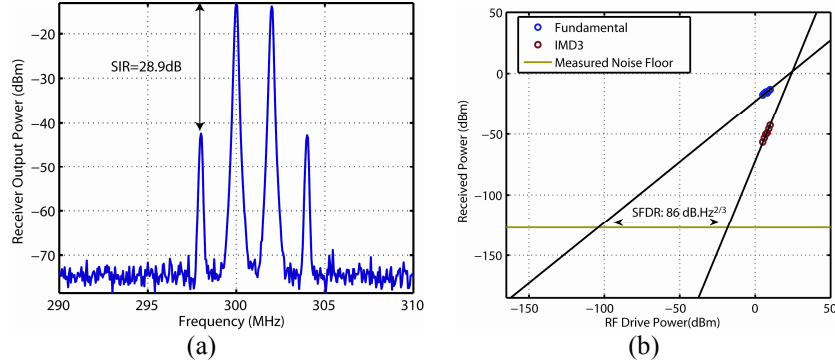 Receiver Output Power (dBm)
−20
−30
−40
−50
−60
−70
SIR=28.9dB
290
295
300
305
310
Frequency (MHz)
(a)
Received Power (dBm)
50
0
−50
−100
−150
Fundamental
IMD3
Measured Noise Floor
SFDR: 86 dB.Hz2/3
−150
−100
−50
0
50
RF Drive Power(dBm)
(b)